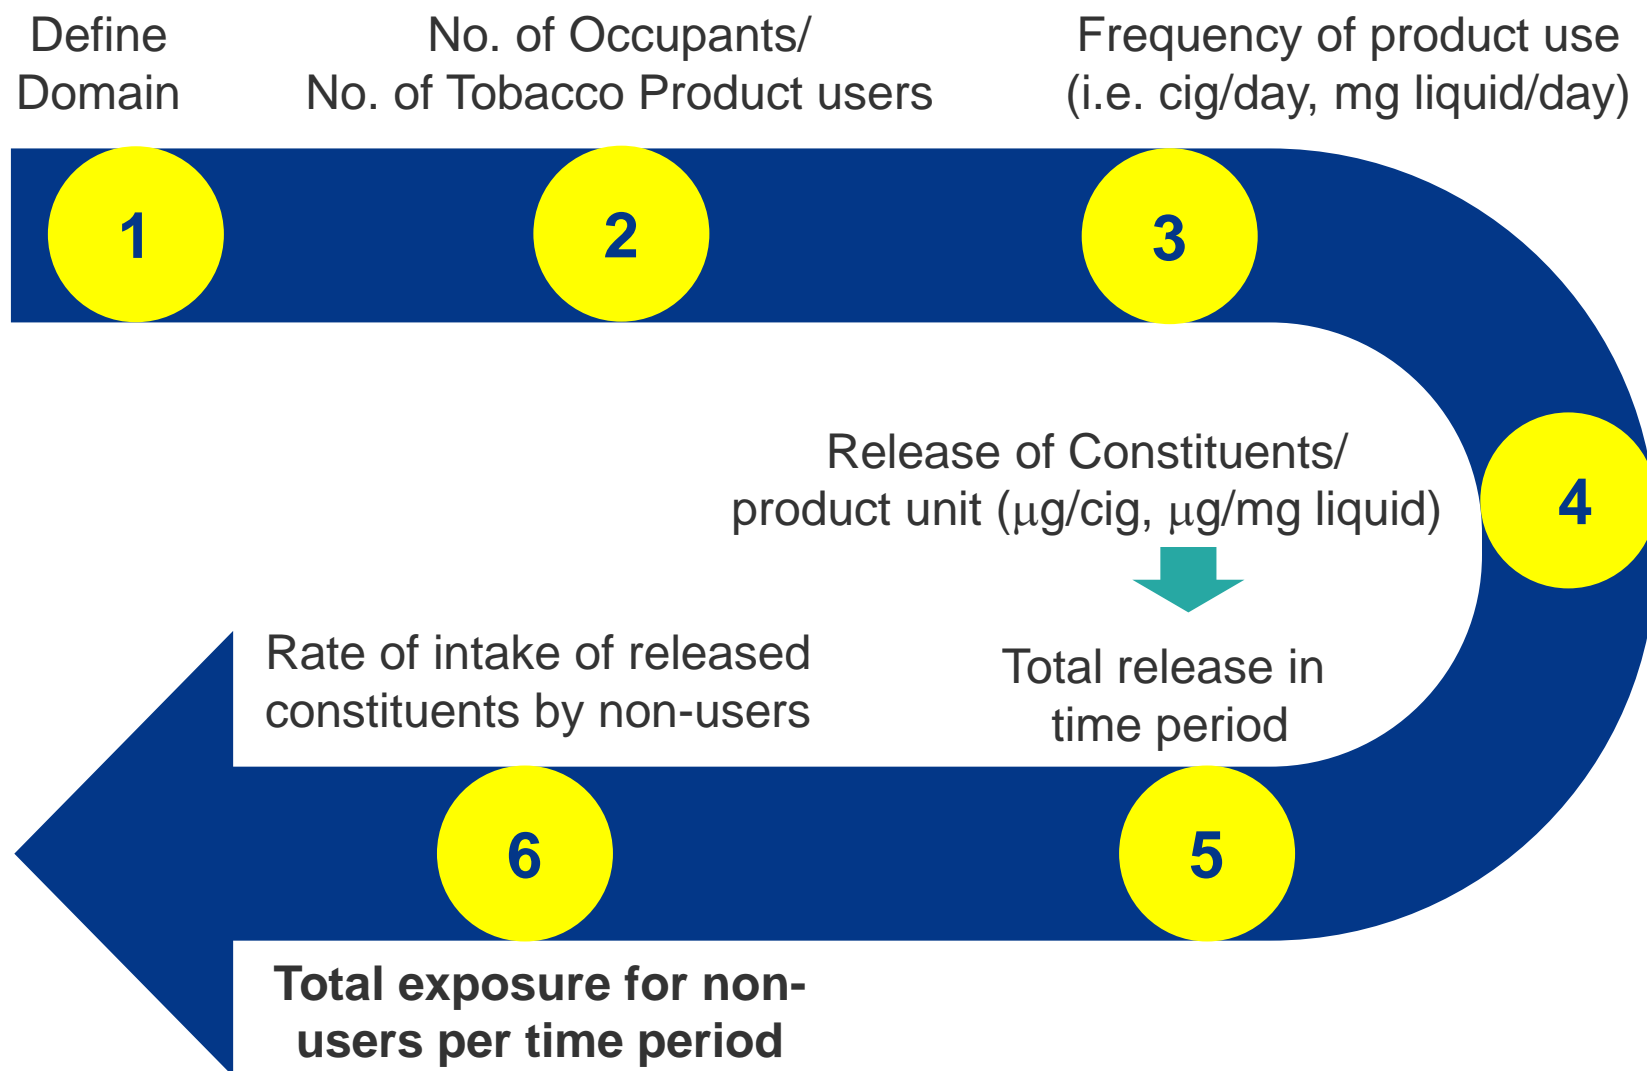 Define
Domain
No. of Occupants/
No. of Tobacco Product users
Frequency of product use
(i.e. cig/day, mg liquid/day)
1
2
3
Release of Constituents/
product unit (μg/cig, μg/mg liquid)
4
Total release in
time period
Rate of intake of released
constituents by non-users
6
5
Total exposure for non-
users per time period